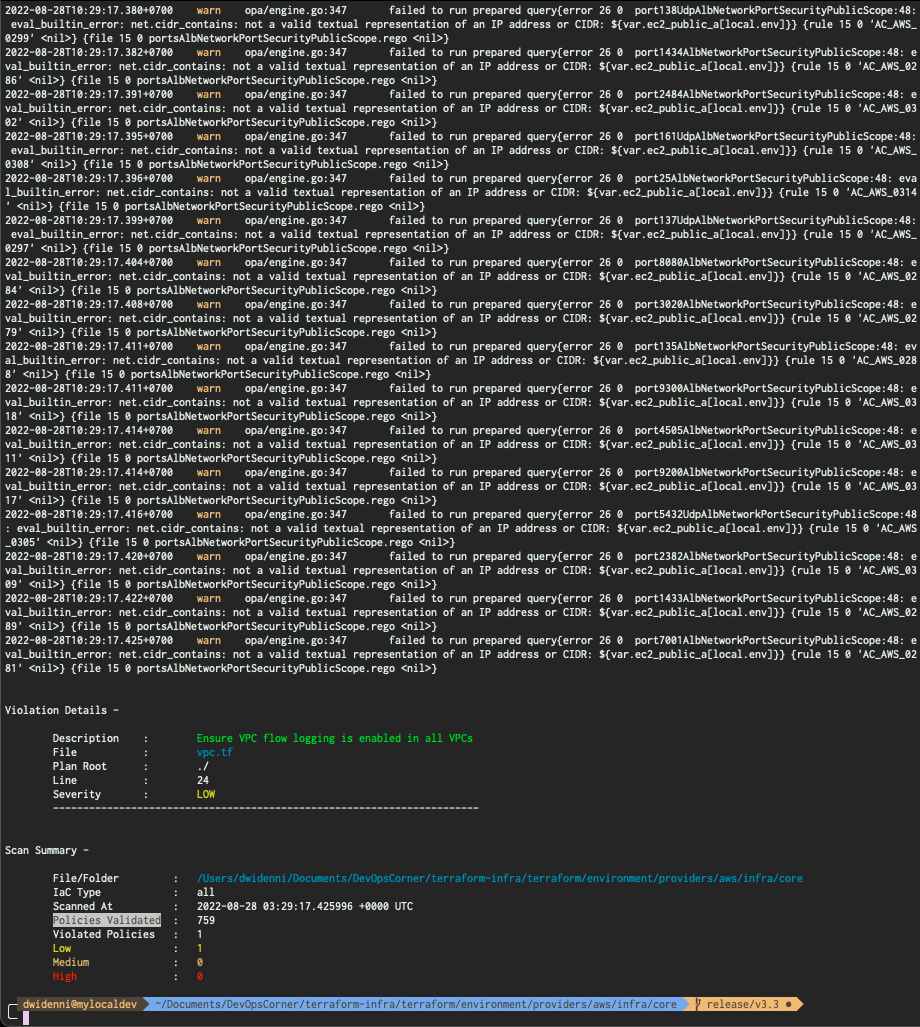 2022-08-28T10:29:17.380+0700    warn    opa/engine.go:347       failed to run prepared query{error 26 0  port138UdpAlbNetworkPortSecurityPublicScope:48:
 eval_builtin_error: net.cidr_contains: not a valid textual representation of an IP address or CIDR: ${var.ec2_public_a[local.env]}} {rule 15 0 'AC_AWS_
0299' <nil>} {file 15 0 portsAlbNetworkPortSecurityPublicScope.rego <nil>}
2022-08-28T10:29:17.382+0700    warn    opa/engine.go:347       failed to run prepared query{error 26 0  port1434AlbNetworkPortSecurityPublicScope:48: e
val_builtin_error: net.cidr_contains: not a valid textual representation of an IP address or CIDR: ${var.ec2_public_a[local.env]}} {rule 15 0 'AC_AWS_02
86' <nil>} {file 15 0 portsAlbNetworkPortSecurityPublicScope.rego <nil>}
2022-08-28T10:29:17.391+0700    warn    opa/engine.go:347       failed to run prepared query{error 26 0  port2484AlbNetworkPortSecurityPublicScope:48: e
val_builtin_error: net.cidr_contains: not a valid textual representation of an IP address or CIDR: ${var.ec2_public_a[local.env]}} {rule 15 0 'AC_AWS_03
02' <nil>} {file 15 0 portsAlbNetworkPortSecurityPublicScope.rego <nil>}
2022-08-28T10:29:17.395+0700    warn    opa/engine.go:347       failed to run prepared query{error 26 0  port161UdpAlbNetworkPortSecurityPublicScope:48:
 eval_builtin_error: net.cidr_contains: not a valid textual representation of an IP address or CIDR: ${var.ec2_public_a[local.env]}} {rule 15 0 'AC_AWS_
0308' <nil>} {file 15 0 portsAlbNetworkPortSecurityPublicScope.rego <nil>}
2022-08-28T10:29:17.396+0700    warn    opa/engine.go:347       failed to run prepared query{error 26 0  port25AlbNetworkPortSecurityPublicScope:48: eva
l_builtin_error: net.cidr_contains: not a valid textual representation of an IP address or CIDR: ${var.ec2_public_a[local.env]}} {rule 15 0 'AC_AWS_0314
' <nil>} {file 15 0 portsAlbNetworkPortSecurityPublicScope.rego <nil>}
2022-08-28T10:29:17.399+0700    warn    opa/engine.go:347       failed to run prepared query{error 26 0  port137UdpAlbNetworkPortSecurityPublicScope:48:
 eval_builtin_error: net.cidr_contains: not a valid textual representation of an IP address or CIDR: ${var.ec2_public_a[local.env]}} {rule 15 0 'AC_AWS_
0297' <nil>} {file 15 0 portsAlbNetworkPortSecurityPublicScope.rego <nil>}
2022-08-28T10:29:17.404+0700    warn    opa/engine.go:347       failed to run prepared query{error 26 0  port8080AlbNetworkPortSecurityPublicScope:48: e
val_builtin_error: net.cidr_contains: not a valid textual representation of an IP address or CIDR: ${var.ec2_public_a[local.env]}} {rule 15 0 'AC_AWS_02
84' <nil>} {file 15 0 portsAlbNetworkPortSecurityPublicScope.rego <nil>}
2022-08-28T10:29:17.408+0700    warn    opa/engine.go:347       failed to run prepared query{error 26 0  port3020AlbNetworkPortSecurityPublicScope:48: e
val_builtin_error: net.cidr_contains: not a valid textual representation of an IP address or CIDR: ${var.ec2_public_a[local.env]}} {rule 15 0 'AC_AWS_02
79' <nil>} {file 15 0 portsAlbNetworkPortSecurityPublicScope.rego <nil>}
2022-08-28T10:29:17.411+0700    warn    opa/engine.go:347       failed to run prepared query{error 26 0  port135AlbNetworkPortSecurityPublicScope:48: ev
al_builtin_error: net.cidr_contains: not a valid textual representation of an IP address or CIDR: ${var.ec2_public_a[local.env]}} {rule 15 0 'AC_AWS_028
8' <nil>} {file 15 0 portsAlbNetworkPortSecurityPublicScope.rego <nil>}
2022-08-28T10:29:17.411+0700    warn    opa/engine.go:347       failed to run prepared query{error 26 0  port9300AlbNetworkPortSecurityPublicScope:48: e
val_builtin_error: net.cidr_contains: not a valid textual representation of an IP address or CIDR: ${var.ec2_public_a[local.env]}} {rule 15 0 'AC_AWS_03
18' <nil>} {file 15 0 portsAlbNetworkPortSecurityPublicScope.rego <nil>}
2022-08-28T10:29:17.414+0700    warn    opa/engine.go:347       failed to run prepared query{error 26 0  port4505AlbNetworkPortSecurityPublicScope:48: e
val_builtin_error: net.cidr_contains: not a valid textual representation of an IP address or CIDR: ${var.ec2_public_a[local.env]}} {rule 15 0 'AC_AWS_03
11' <nil>} {file 15 0 portsAlbNetworkPortSecurityPublicScope.rego <nil>}
2022-08-28T10:29:17.414+0700    warn    opa/engine.go:347       failed to run prepared query{error 26 0  port9200AlbNetworkPortSecurityPublicScope:48: e
val_builtin_error: net.cidr_contains: not a valid textual representation of an IP address or CIDR: ${var.ec2_public_a[local.env]}} {rule 15 0 'AC_AWS_03
17' <nil>} {file 15 0 portsAlbNetworkPortSecurityPublicScope.rego <nil>}
2022-08-28T10:29:17.416+0700    warn    opa/engine.go:347       failed to run prepared query{error 26 0  port5432UdpAlbNetworkPortSecurityPublicScope:48
: eval_builtin_error: net.cidr_contains: not a valid textual representation of an IP address or CIDR: ${var.ec2_public_a[local.env]}} {rule 15 0 'AC_AWS
_0305' <nil>} {file 15 0 portsAlbNetworkPortSecurityPublicScope.rego <nil>}
2022-08-28T10:29:17.420+0700    warn    opa/engine.go:347       failed to run prepared query{error 26 0  port2382AlbNetworkPortSecurityPublicScope:48: e
val_builtin_error: net.cidr_contains: not a valid textual representation of an IP address or CIDR: ${var.ec2_public_a[local.env]}} {rule 15 0 'AC_AWS_03
09' <nil>} {file 15 0 portsAlbNetworkPortSecurityPublicScope.rego <nil>}
2022-08-28T10:29:17.422+0700    warn    opa/engine.go:347       failed to run prepared query{error 26 0  port1433AlbNetworkPortSecurityPublicScope:48: e
val_builtin_error: net.cidr_contains: not a valid textual representation of an IP address or CIDR: ${var.ec2_public_a[local.env]}} {rule 15 0 'AC_AWS_02
89' <nil>} {file 15 0 portsAlbNetworkPortSecurityPublicScope.rego <nil>}
2022-08-28T10:29:17.425+0700    warn    opa/engine.go:347       failed to run prepared query{error 26 0  port7001AlbNetworkPortSecurityPublicScope:48: e
val_builtin_error: net.cidr_contains: not a valid textual representation of an IP address or CIDR: ${var.ec2_public_a[local.env]}} {rule 15 0 'AC_AWS_02
81' <nil>} {file 15 0 portsAlbNetworkPortSecurityPublicScope.rego <nil>}
Violation Details -
Description    :        Ensure VPC flow logging is enabled in all VPCs
File           :        vpc.tf
Plan Root      :        ./
Line           :        24
Severity       :        LOW
-----------------------------------------------------------------------
Scan Summary -
File/Folder         :   /Users/dwidenni/Documents/DevOpsCorner/terraform-infra/terraform/environment/providers/aws/infra/core
IaC Type            :   all
Scanned At          :   2022-08-28 03:29:17.425996 +0000 UTC
Policies Validated  :   759
Violated Policies   :   1
Low                 :   1
Medium              :   0
High                :   0
dwidenni@mylocaldev ~/Documents/DevOpsCorner/terraform-infra/terraform/environment/providers/aws/infra/core release/v3.3 ●